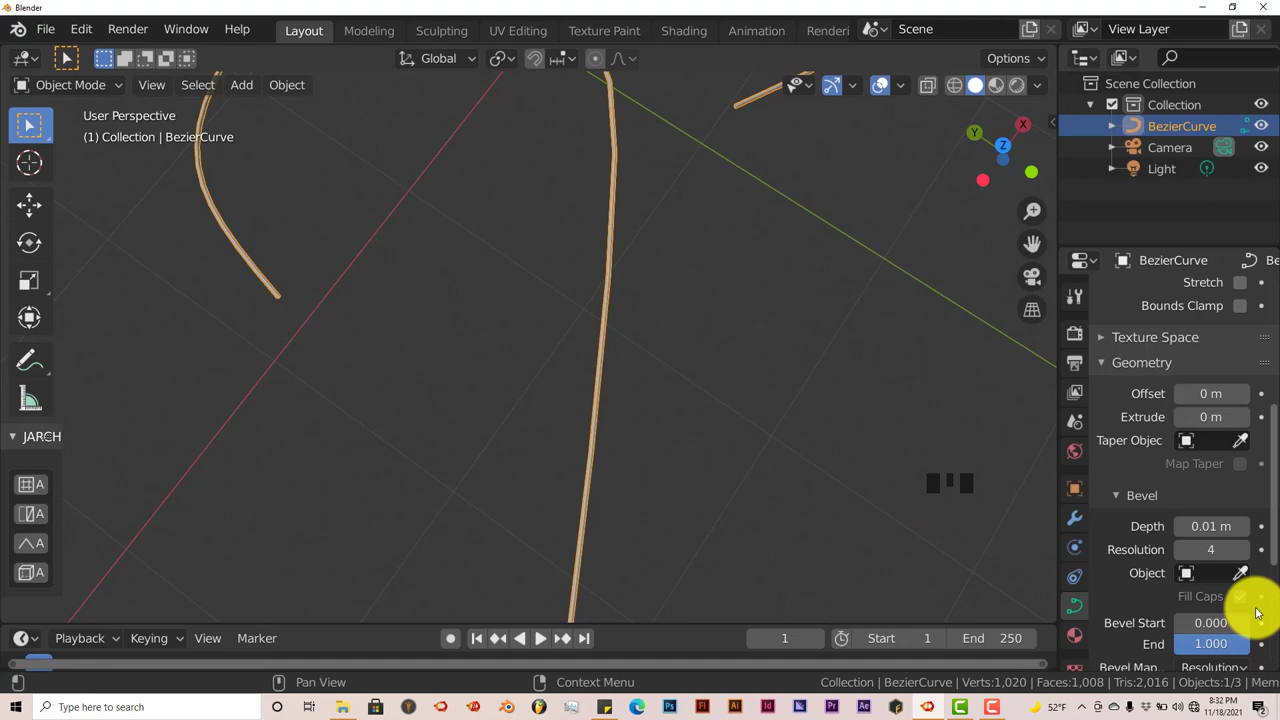 Blender
File Edit Render Window Help Layout Modeling Sculpting UV Editing Texture Paint Shading Animation Scene View Layer
Global Options
Object Mode View Select Add Object
User Perspective
(1) Collection | BezierCurve
X
Y
Z
Scene Collection
Collection
BezierCurve
Camera
Light
BezierCurve Be
Stretch
Bounds Clamp
Texture Space
Geometry
Offset 0 m
Extrude 0 m
Taper Objec
Map Taper
Bevel
Depth 0.01 m
Resolution 4
Object
Fill Caps
Bevel Start 0.000
End 1.000
Bevel Map.. Resolution
JARCH
A
A
A
A
Playback Keying View Marker 1 Start 1 End 250
Pan View Context Menu Collection | BezierCurve | Verts:1,020 | Faces:1,008 | Tris:2,016 | Objects:1/3 | Mem
Type here to search 52°F 8:32 PM
11/18/2021